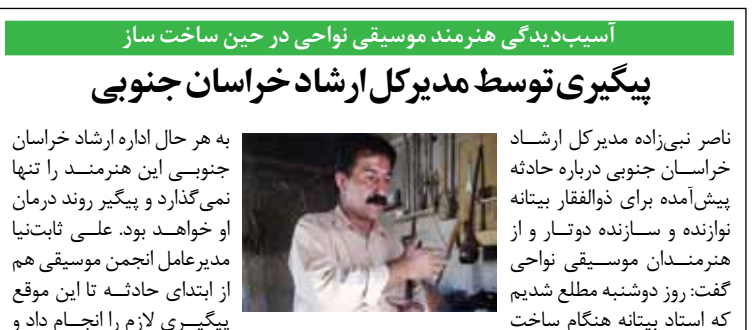 آسیب‌دیدگی هنرمند موسیقی نواحی در حین ساخت ساز
پیگیری توسط مدیرکل ارشاد خراسان جنوبی
ناصر نبی‌زاده مدیرکل ارشاد
خراسان جنوبی درباره حادثه
پیش‌آمده برای ذوالفقار بیتانه
نوازنده و سازنده دوتار و از
هنرمندان موسیقی نواحی
گفت: روز دوشنبه مطلع شدیم
که استاد بیتانه هنگام ساخت
به هر حال اداره ارشاد خراسان
جنوبی این هنرمند را تنها
نمی‌گذارد و پیگیر روند درمان
او خواهد بود. علی ثابت‌نیا
مدیرعامل انجمن موسیقی هم
از ابتدای حادثه تا این موقع
پیگیری لازم را انجام داد و